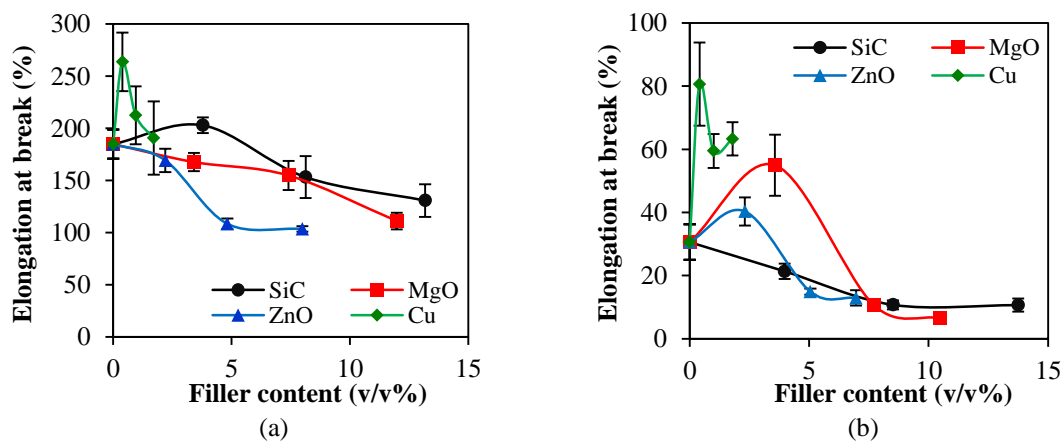 300
250
200
150
100
50
0
Elongation at break (%)
SiC MgO
ZnO Cu
0 5 10 15
Filler content (v/v%)
(a)
100
80
60
40
20
0
Elongation at break (%)
SiC MgO
ZnO Cu
0 5 10 15
Filler content (v/v%)
(b)